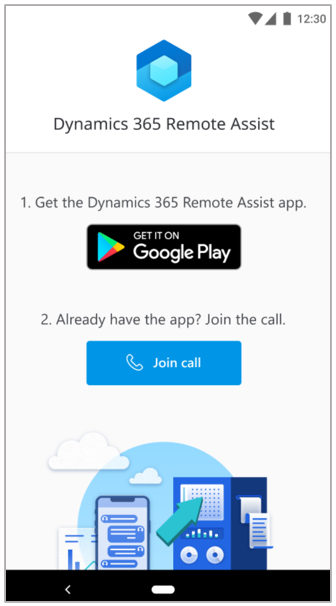 12:30
Dynamics 365 Remote Assist
1. Get the Dynamics 365 Remote Assist app.
GET IT ON
Google Play
2. Already have the app? Join the call.
Join call